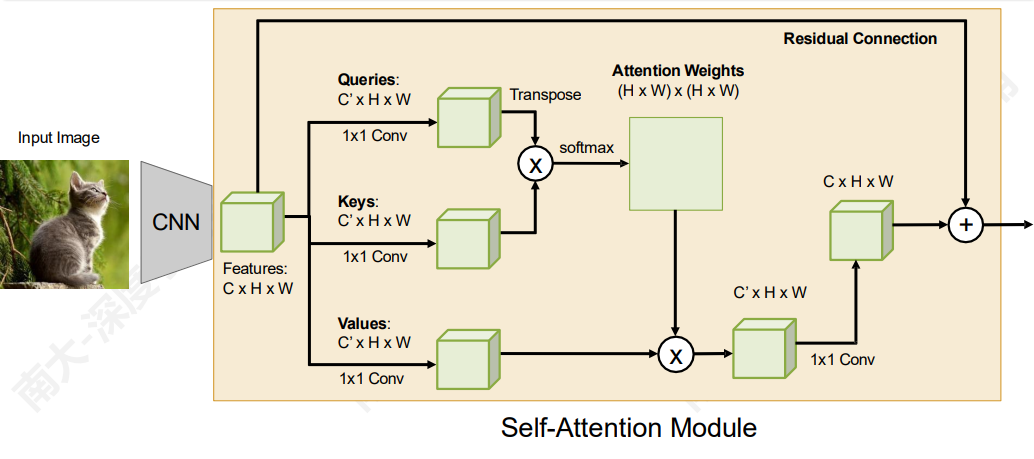 Residual Connection
Queries:
C' x H x W
1x1 Conv
Transpose
Attention Weights
(H x W) x (H x W)
Input Image
softmax
X
CNN
Features:
C x H x W
Keys:
C' x H x W
1x1 Conv
Values:
C' x H x W
1x1 Conv
X
C' x H x W
1x1 Conv
C x H x W
+
Self-Attention Module
南大-深度